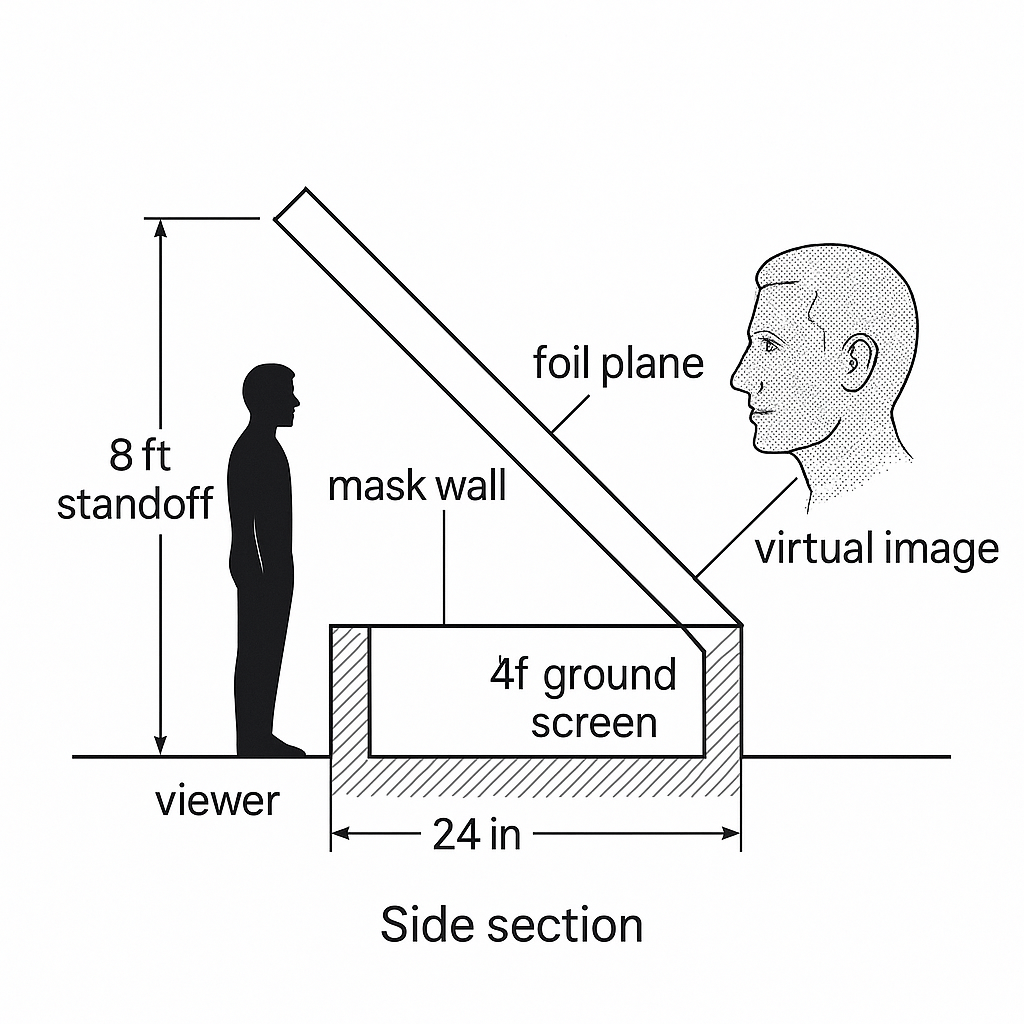 foil plane
8 ft
standoff
mask wall
virtual image
4f ground
screen
viewer
24 in
Side section